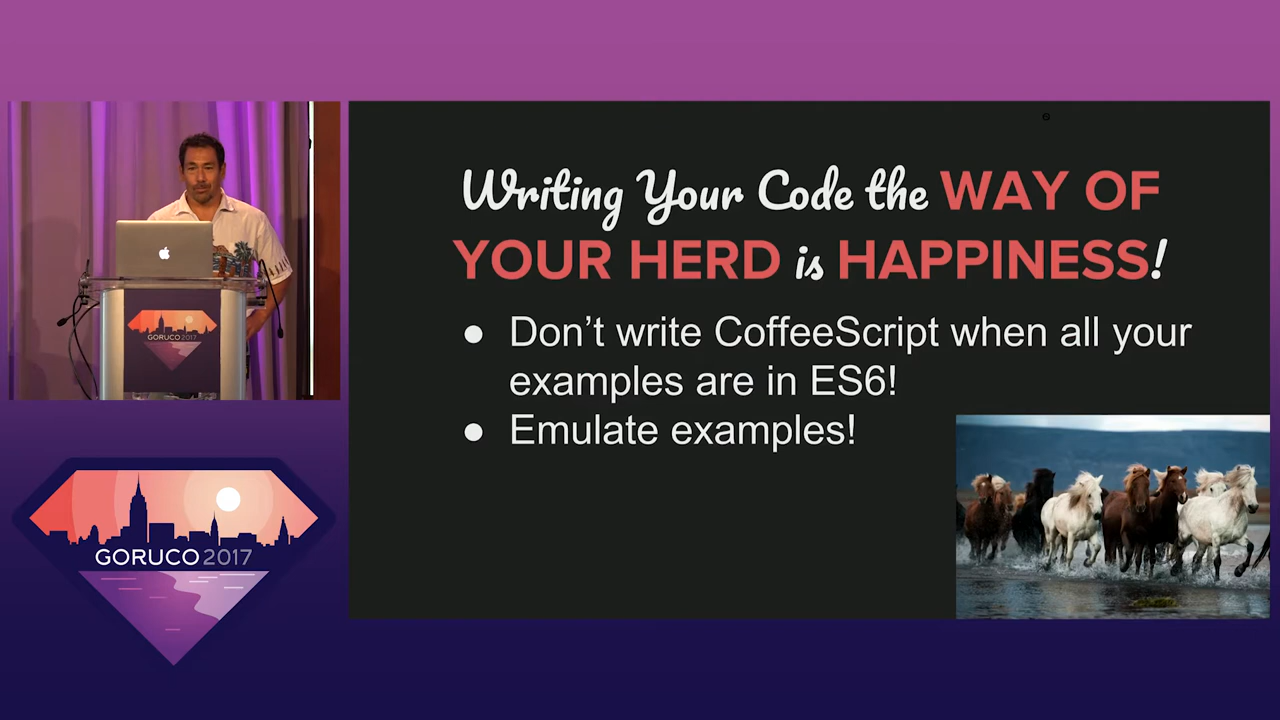 Writing Your Code the WAY OF
YOUR HERD is HAPPINESS!
● Don’t write CoffeeScript when all your
examples are in ES6!
● Emulate examples!
GORUCO 2017
GORUCO 2017